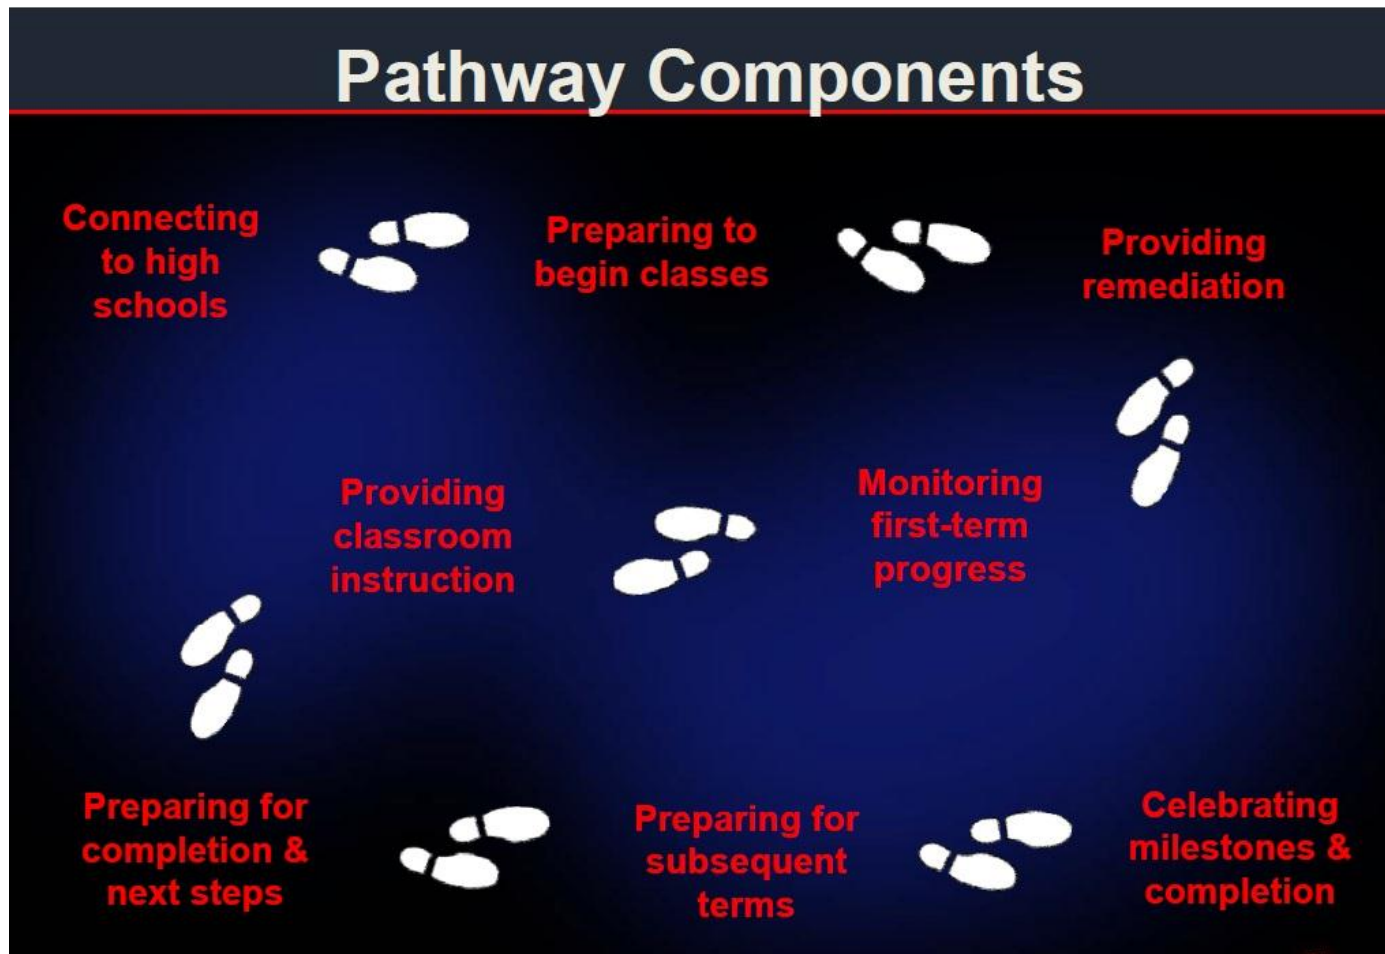 Pathway Components
Connecting
to high
schools
Preparing to
begin classes
Providing
remediation
Providing
classroom
instruction
Monitoring
first-term
progress
Preparing for
completion &
next steps
Preparing for
subsequent
terms
Celebrating
milestones &
completion